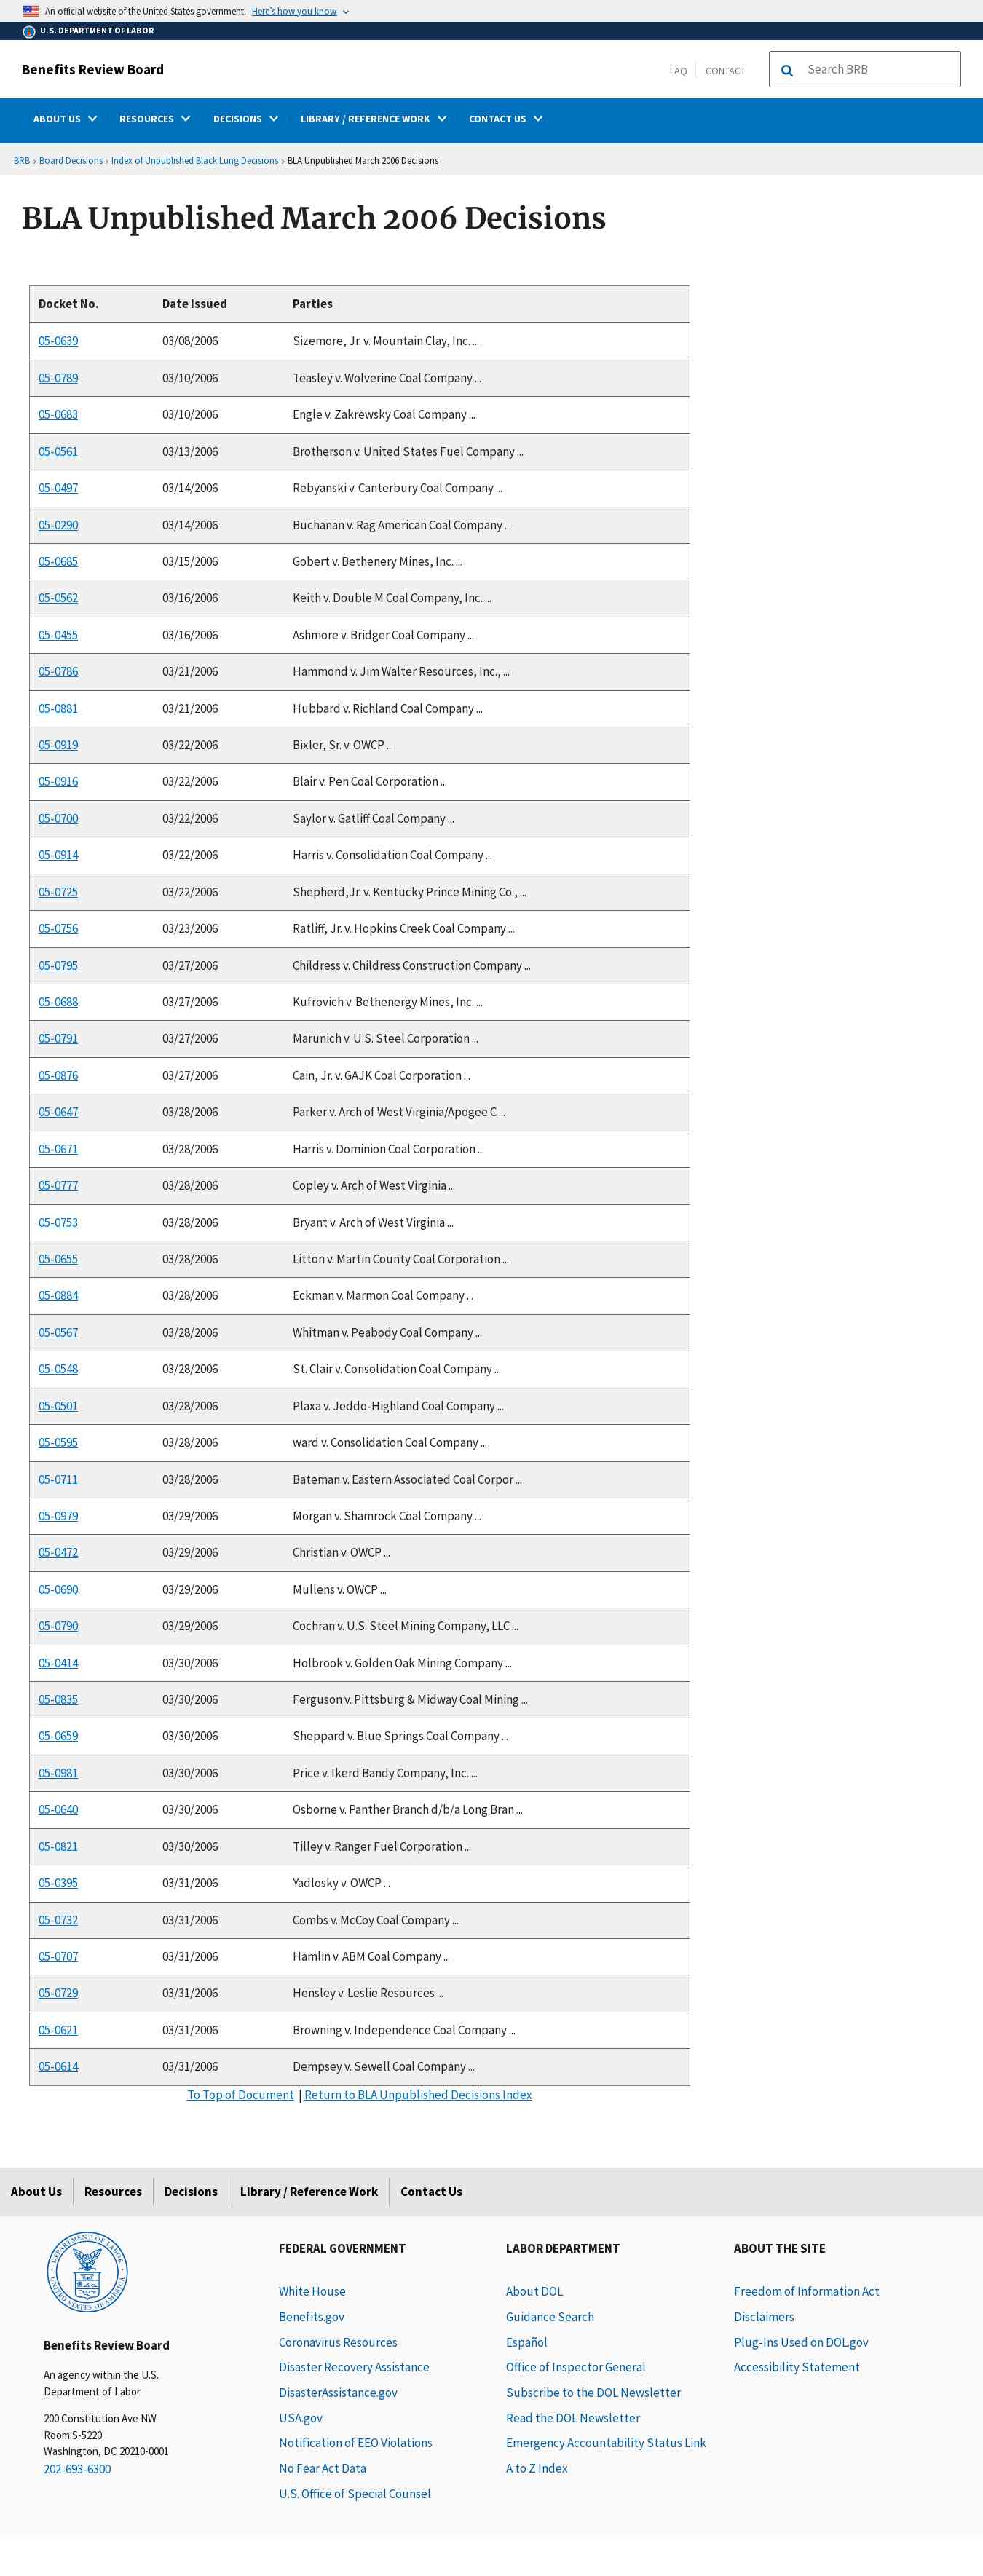 An official website of the United States government. Here's how you know
U.S. DEPARTMENT OF LABOR
Benefits Review Board
FAQ
CONTACT
Search BRB
ABOUT US
RESOURCES
DECISIONS
LIBRARY / REFERENCE WORK
CONTACT US
BRB › Board Decisions › Index of Unpublished Black Lung Decisions › BLA Unpublished March 2006 Decisions
BLA Unpublished March 2006 Decisions
Docket No. Date Issued Parties
05-0639 03/08/2006 Sizemore, Jr. v. Mountain Clay, Inc. ...
05-0789 03/10/2006 Teasley v. Wolverine Coal Company ...
05-0683 03/10/2006 Engle v. Zakrewsky Coal Company ...
05-0561 03/13/2006 Brotherson v. United States Fuel Company ...
05-0497 03/14/2006 Rebyanski v. Canterbury Coal Company ...
05-0290 03/14/2006 Buchanan v. Rag American Coal Company ...
05-0685 03/15/2006 Gobert v. Bethenery Mines, Inc. ...
05-0562 03/16/2006 Keith v. Double M Coal Company, Inc. ...
05-0455 03/16/2006 Ashmore v. Bridger Coal Company ...
05-0786 03/21/2006 Hammond v. Jim Walter Resources, Inc., ...
05-0881 03/21/2006 Hubbard v. Richland Coal Company ...
05-0919 03/22/2006 Bixler, Sr. v. OWCP ...
05-0916 03/22/2006 Blair v. Pen Coal Corporation ...
05-0700 03/22/2006 Saylor v. Gatliff Coal Company ...
05-0914 03/22/2006 Harris v. Consolidation Coal Company ...
05-0725 03/22/2006 Shepherd,Jr. v. Kentucky Prince Mining Co., ...
05-0756 03/23/2006 Ratliff, Jr. v. Hopkins Creek Coal Company ...
05-0795 03/27/2006 Childress v. Childress Construction Company ...
05-0688 03/27/2006 Kufrovich v. Bethenergy Mines, Inc. ...
05-0791 03/27/2006 Marunich v. U.S. Steel Corporation ...
05-0876 03/27/2006 Cain, Jr. v. GAJK Coal Corporation ...
05-0647 03/28/2006 Parker v. Arch of West Virginia/Apogee C ...
05-0671 03/28/2006 Harris v. Dominion Coal Corporation ...
05-0777 03/28/2006 Copley v. Arch of West Virginia ...
05-0753 03/28/2006 Bryant v. Arch of West Virginia ...
05-0655 03/28/2006 Litton v. Martin County Coal Corporation ...
05-0884 03/28/2006 Eckman v. Marmon Coal Company ...
05-0567 03/28/2006 Whitman v. Peabody Coal Company ...
05-0548 03/28/2006 St. Clair v. Consolidation Coal Company ...
05-0501 03/28/2006 Plaxa v. Jeddo-Highland Coal Company ...
05-0595 03/28/2006 ward v. Consolidation Coal Company ...
05-0711 03/28/2006 Bateman v. Eastern Associated Coal Corpor ...
05-0979 03/29/2006 Morgan v. Shamrock Coal Company ...
05-0472 03/29/2006 Christian v. OWCP ...
05-0690 03/29/2006 Mullens v. OWCP ...
05-0790 03/29/2006 Cochran v. U.S. Steel Mining Company, LLC ...
05-0414 03/30/2006 Holbrook v. Golden Oak Mining Company ...
05-0835 03/30/2006 Ferguson v. Pittsburg & Midway Coal Mining ...
05-0659 03/30/2006 Sheppard v. Blue Springs Coal Company ...
05-0981 03/30/2006 Price v. Ikerd Bandy Company, Inc. ...
05-0640 03/30/2006 Osborne v. Panther Branch d/b/a Long Bran ...
05-0821 03/30/2006 Tilley v. Ranger Fuel Corporation ...
05-0395 03/31/2006 Yadlosky v. OWCP ...
05-0732 03/31/2006 Combs v. McCoy Coal Company ...
05-0707 03/31/2006 Hamlin v. ABM Coal Company ...
05-0729 03/31/2006 Hensley v. Leslie Resources ...
05-0621 03/31/2006 Browning v. Independence Coal Company ...
05-0614 03/31/2006 Dempsey v. Sewell Coal Company ...
To Top of Document | Return to BLA Unpublished Decisions Index
About Us
Resources
Decisions
Library / Reference Work
Contact Us
DEPARTMENT OF LABOR
UNITED STATES OF AMERICA
Benefits Review Board
An agency within the U.S.
Department of Labor
200 Constitution Ave NW
Room S-5220
Washington, DC 20210-0001
202-693-6300
FEDERAL GOVERNMENT
White House
Benefits.gov
Coronavirus Resources
Disaster Recovery Assistance
DisasterAssistance.gov
USA.gov
Notification of EEO Violations
No Fear Act Data
U.S. Office of Special Counsel
LABOR DEPARTMENT
About DOL
Guidance Search
Español
Office of Inspector General
Subscribe to the DOL Newsletter
Read the DOL Newsletter
Emergency Accountability Status Link
A to Z Index
ABOUT THE SITE
Freedom of Information Act
Disclaimers
Plug-Ins Used on DOL.gov
Accessibility Statement